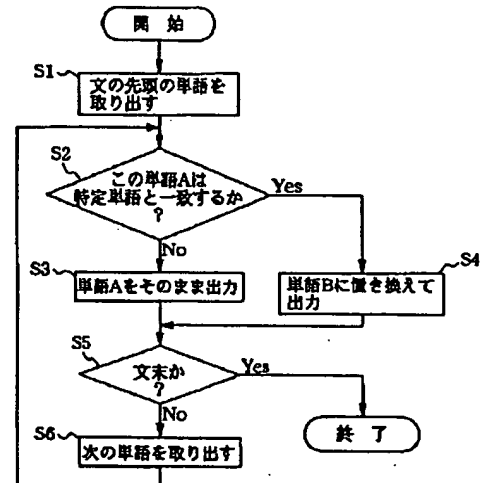 開 始
S1
文の先頭の単語を
取り出す
S2
この単語Aは
特定単語と一致するか
?
Yes
No
S3
単語Aをそのまま出力
S4
単語Bに置き換えて
出力
S5
文末か
?
Yes
No
終 了
S6
次の単語を取り出す